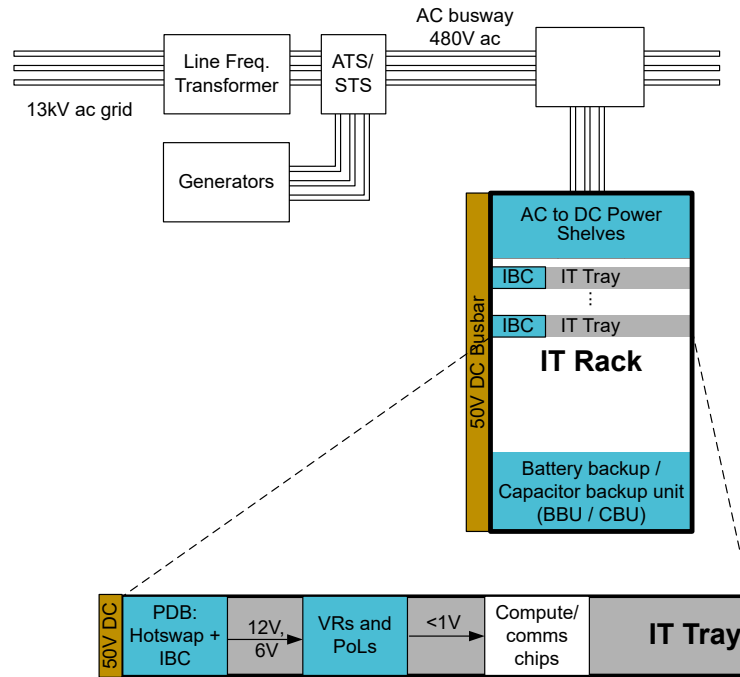 AC busway
480V ac
Line Freq.
Transformer
ATS/
STS
13kV ac grid
Generators
50V DC Busbar
AC to DC Power
Shelves
IBC
IT Tray
...
IBC
IT Tray
IT Rack
Battery backup /
Capacitor backup unit
(BBU / CBU)
50V DC
PDB:
Hotswap +
IBC
12V,
6V
VRs and
PoLs
<1V
Compute/
comms
chips
IT Tray